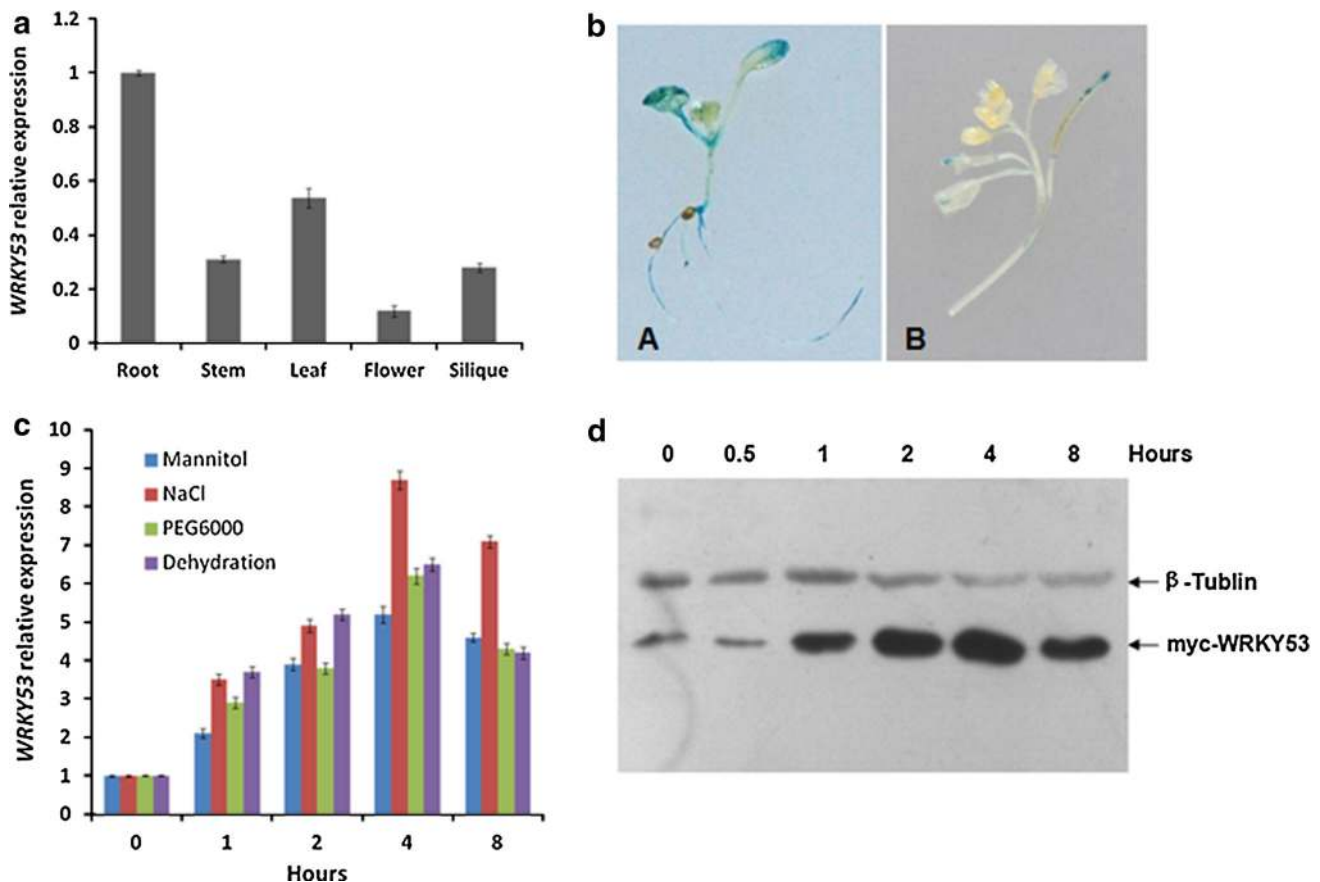 a
1.2
1
0.8
0.6
0.4
0.2
0
WRKY53 relative expression
Root Stem Leaf Flower Silique
b
A
B
c
10
9
8
7
6
5
4
3
2
1
0
WRKY53 relative expression
Mannitol
NaCl
PEG6000
Dehydration
0 1 2 4 8
Hours
d
0 0.5 1 2 4 8 Hours
β-Tublin
myc-WRKY53